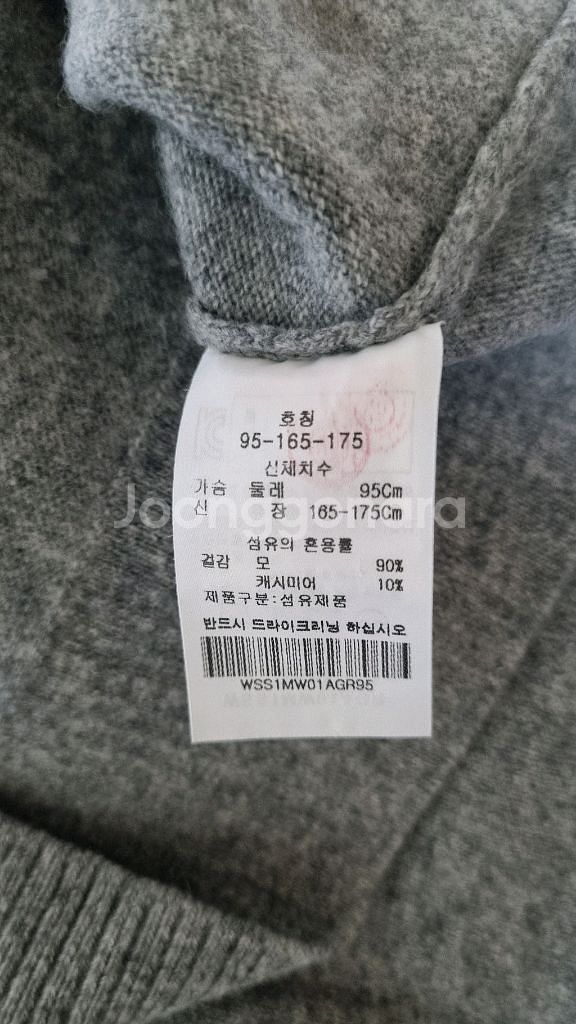 호칭
95-165-175
신체치수
가슴 둘레 95Cm
신 장 165-175Cm
Joonggonara
섬유의 혼용률
겉감 모 90%
캐시미어 10%
제품구분:섬유제품
반드시 드라이크리닝 하십시오
WSS1MW01AGR95